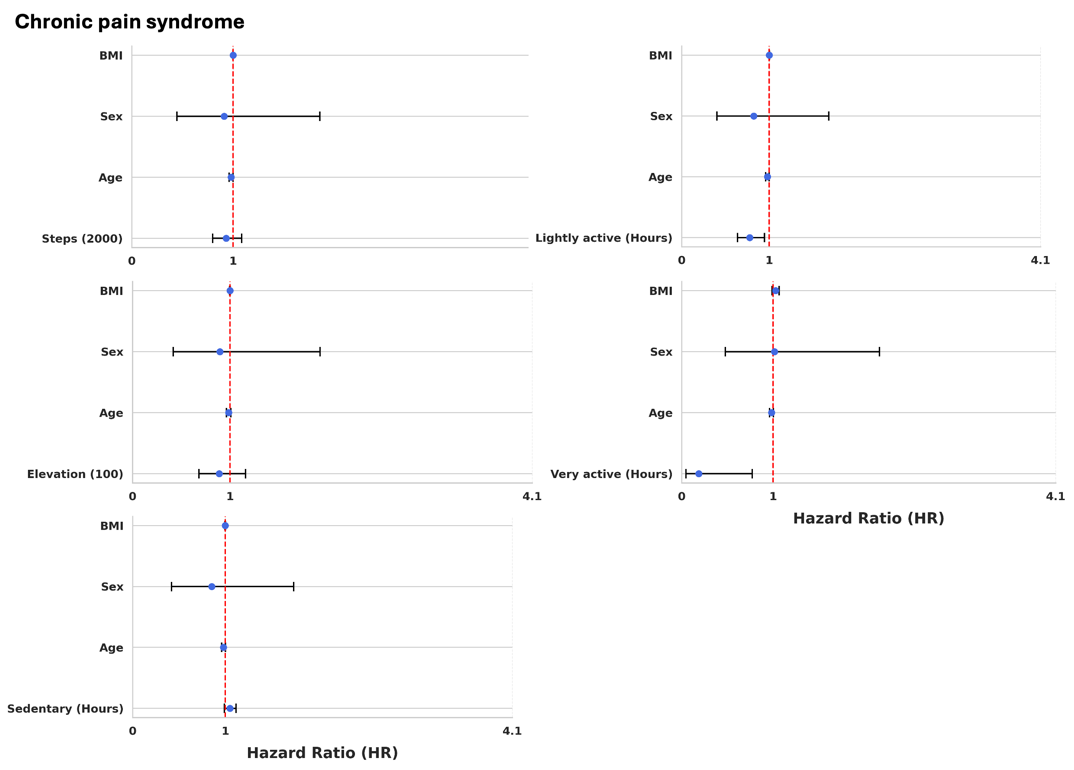 Chronic pain syndrome
BMI
Sex
Age
Steps (2000)
0 1
BMI
Sex
Age
Lightly active (Hours)
0 1 4.1
BMI
Sex
Age
Elevation (100)
0 1 4.1
BMI
Sex
Age
Very active (Hours)
0 1 4.1
Hazard Ratio (HR)
BMI
Sex
Age
Sedentary (Hours)
0 1 4.1
Hazard Ratio (HR)